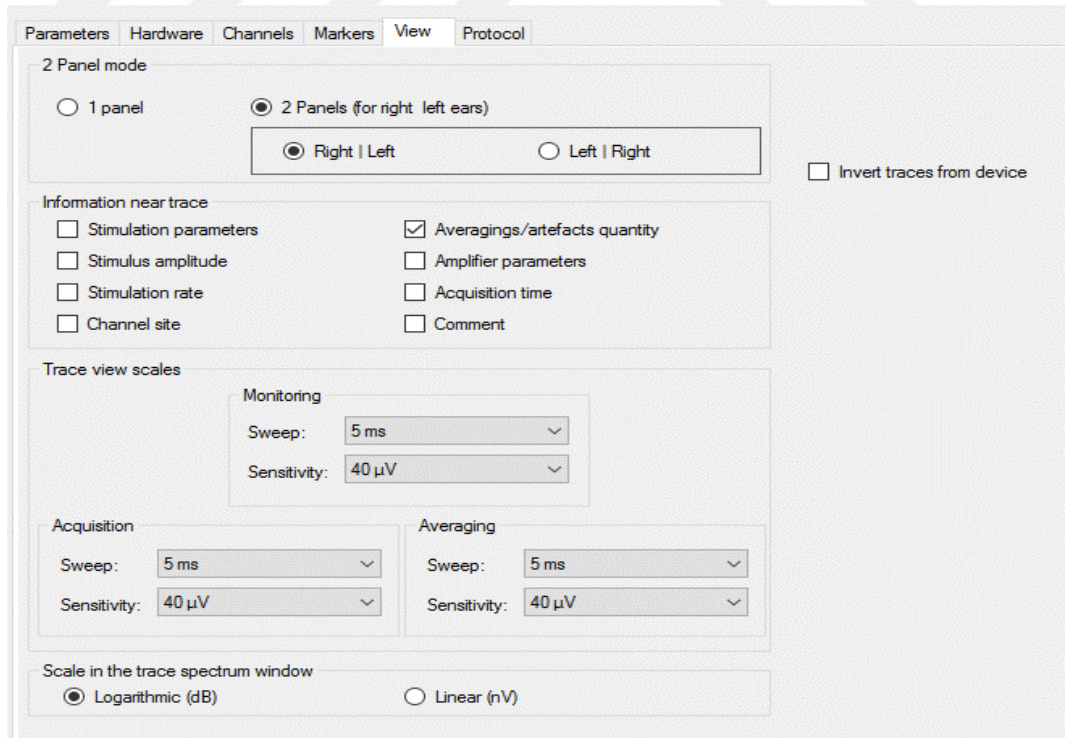 Parameters Hardware Channels Markers View Protocol
2 Panel mode
1 panel 2 Panels (for right left ears)
Right | Left Left | Right
Invert traces from device
Information near trace
Stimulation parameters Averagings/artefacts quantity
Stimulus amplitude Amplifier parameters
Stimulation rate Acquisition time
Channel site Comment
Trace view scales
Monitoring
Sweep: 5 ms
Sensitivity: 40 µV
Acquisition Averaging
Sweep: 5 ms Sweep: 5 ms
Sensitivity: 40 µV Sensitivity: 40 µV
Scale in the trace spectrum window
Logarithmic (dB) Linear (nV)